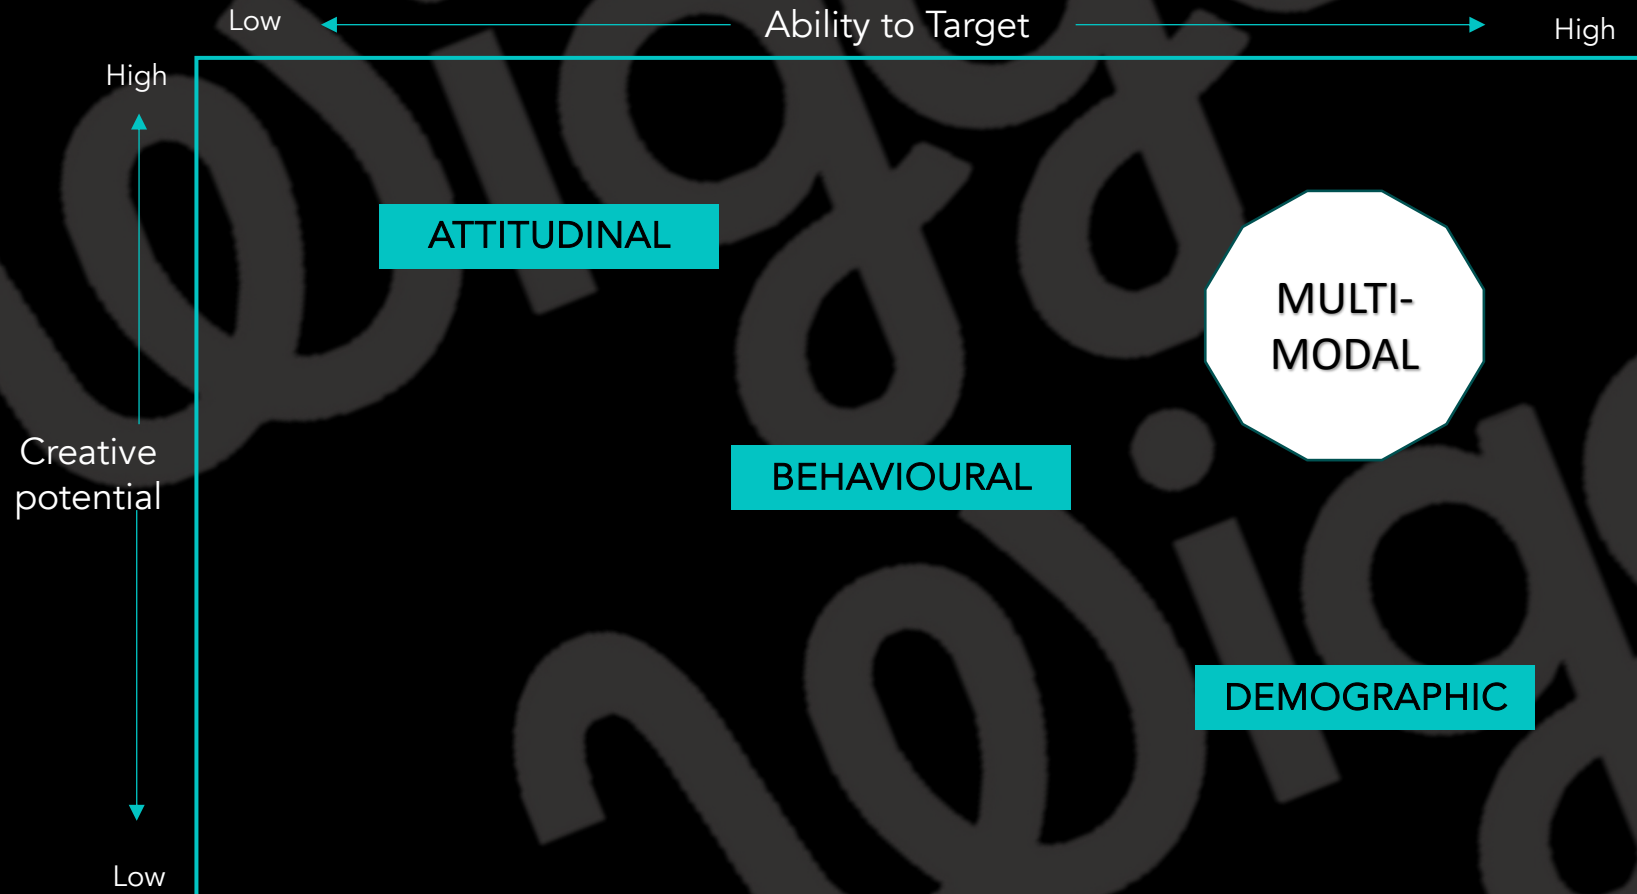 Low
Ability to Target
High
High
ATTITUDINAL
MULTI-
MODAL
Creative
potential
BEHAVIOURAL
DEMOGRAPHIC
Low